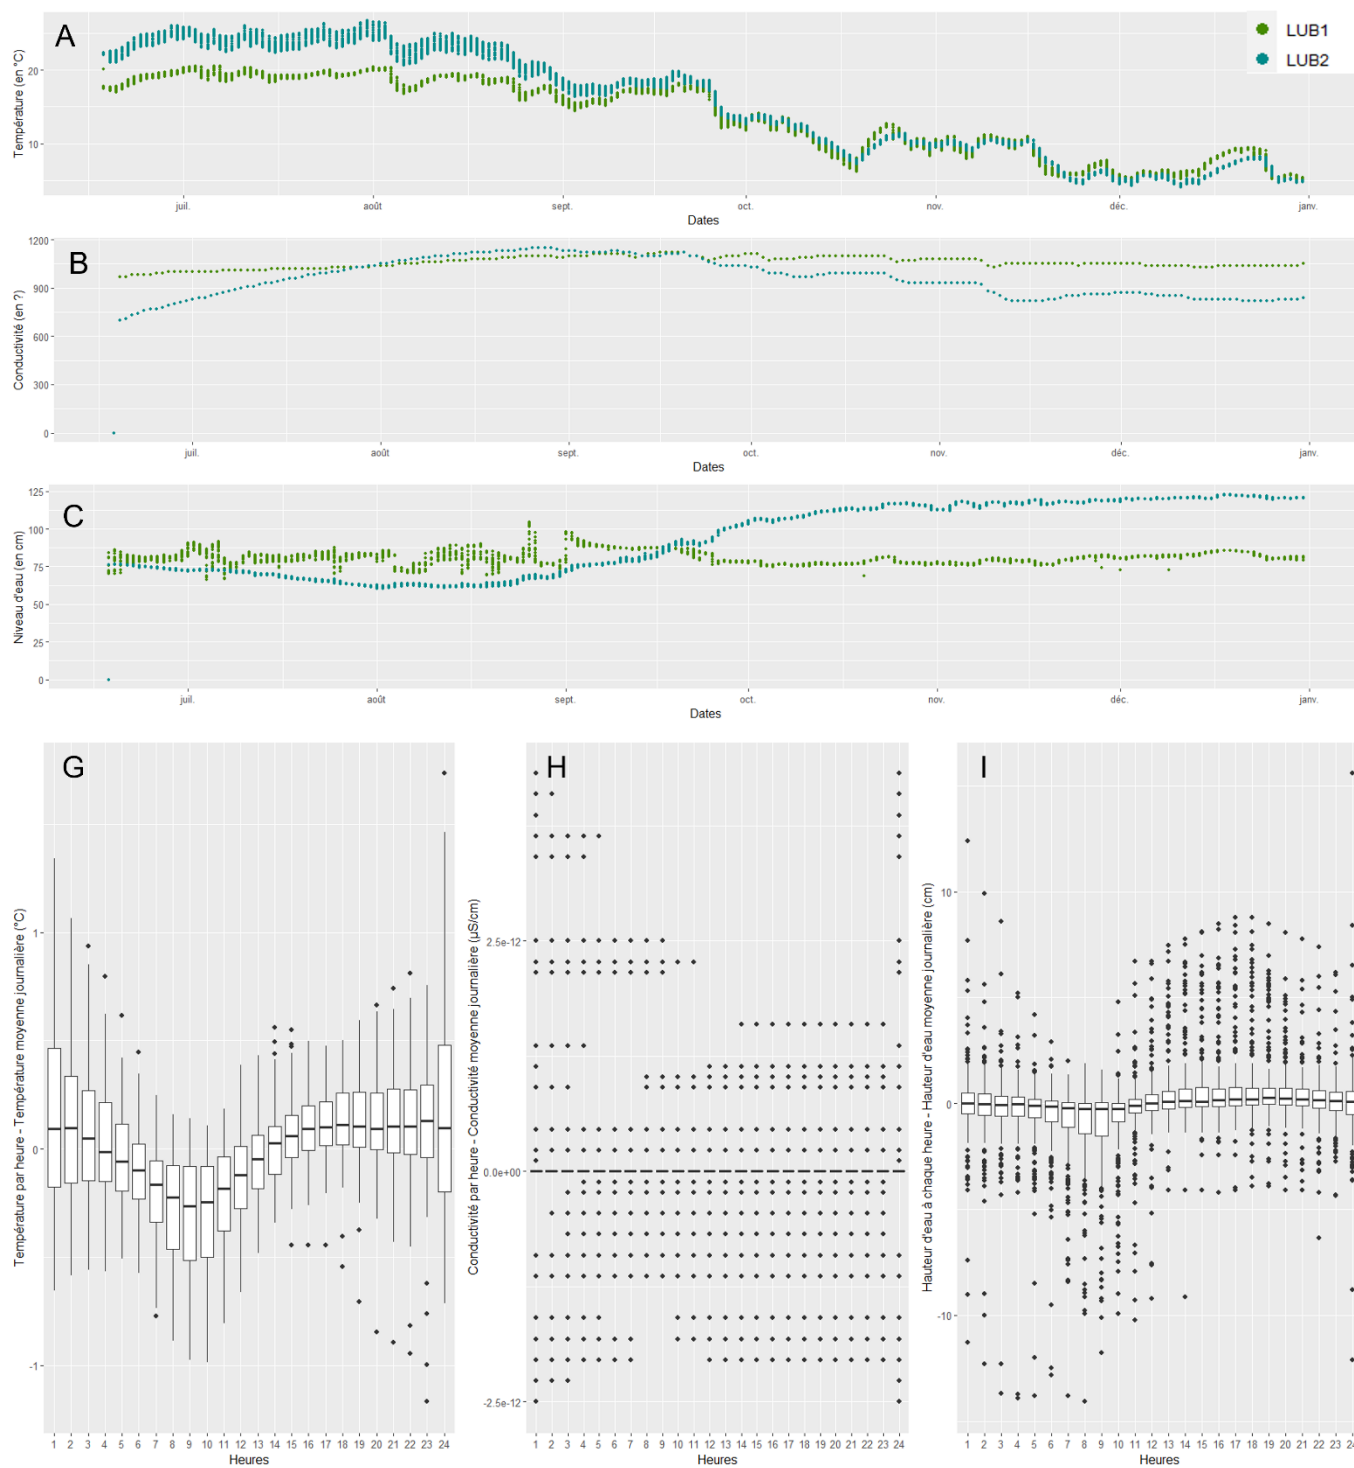 A
LUB1
LUB2
Température (en °C)
20
10
juil. août sept. oct. nov. déc. janv.
Dates
B
Conductivité (en ?)
1200
900
600
300
0
juil. août sept. oct. nov. déc. janv.
Dates
C
Niveau d'eau (en cm)
125
100
75
50
25
0
juil. août sept. oct. nov. déc. janv.
Dates
G
Température par heure - Température moyenne journalière (°C)
1
0
-1
1 2 3 4 5 6 7 8 9 10 11 12 13 14 15 16 17 18 19 20 21 22 23 24
Heures
H
Conductivité par heure - Conductivité moyenne journalière (µS/cm)
2.5e-12
0.0e+00
-2.5e-12
1 2 3 4 5 6 7 8 9 10 11 12 13 14 15 16 17 18 19 20 21 22 23 24
Heures
I
Hauteur d'eau à chaque heure - Hauteur d'eau moyenne journalière (cm)
10
0
-10
1 2 3 4 5 6 7 8 9 10 11 12 13 14 15 16 17 18 19 20 21 22 23 24
Heures